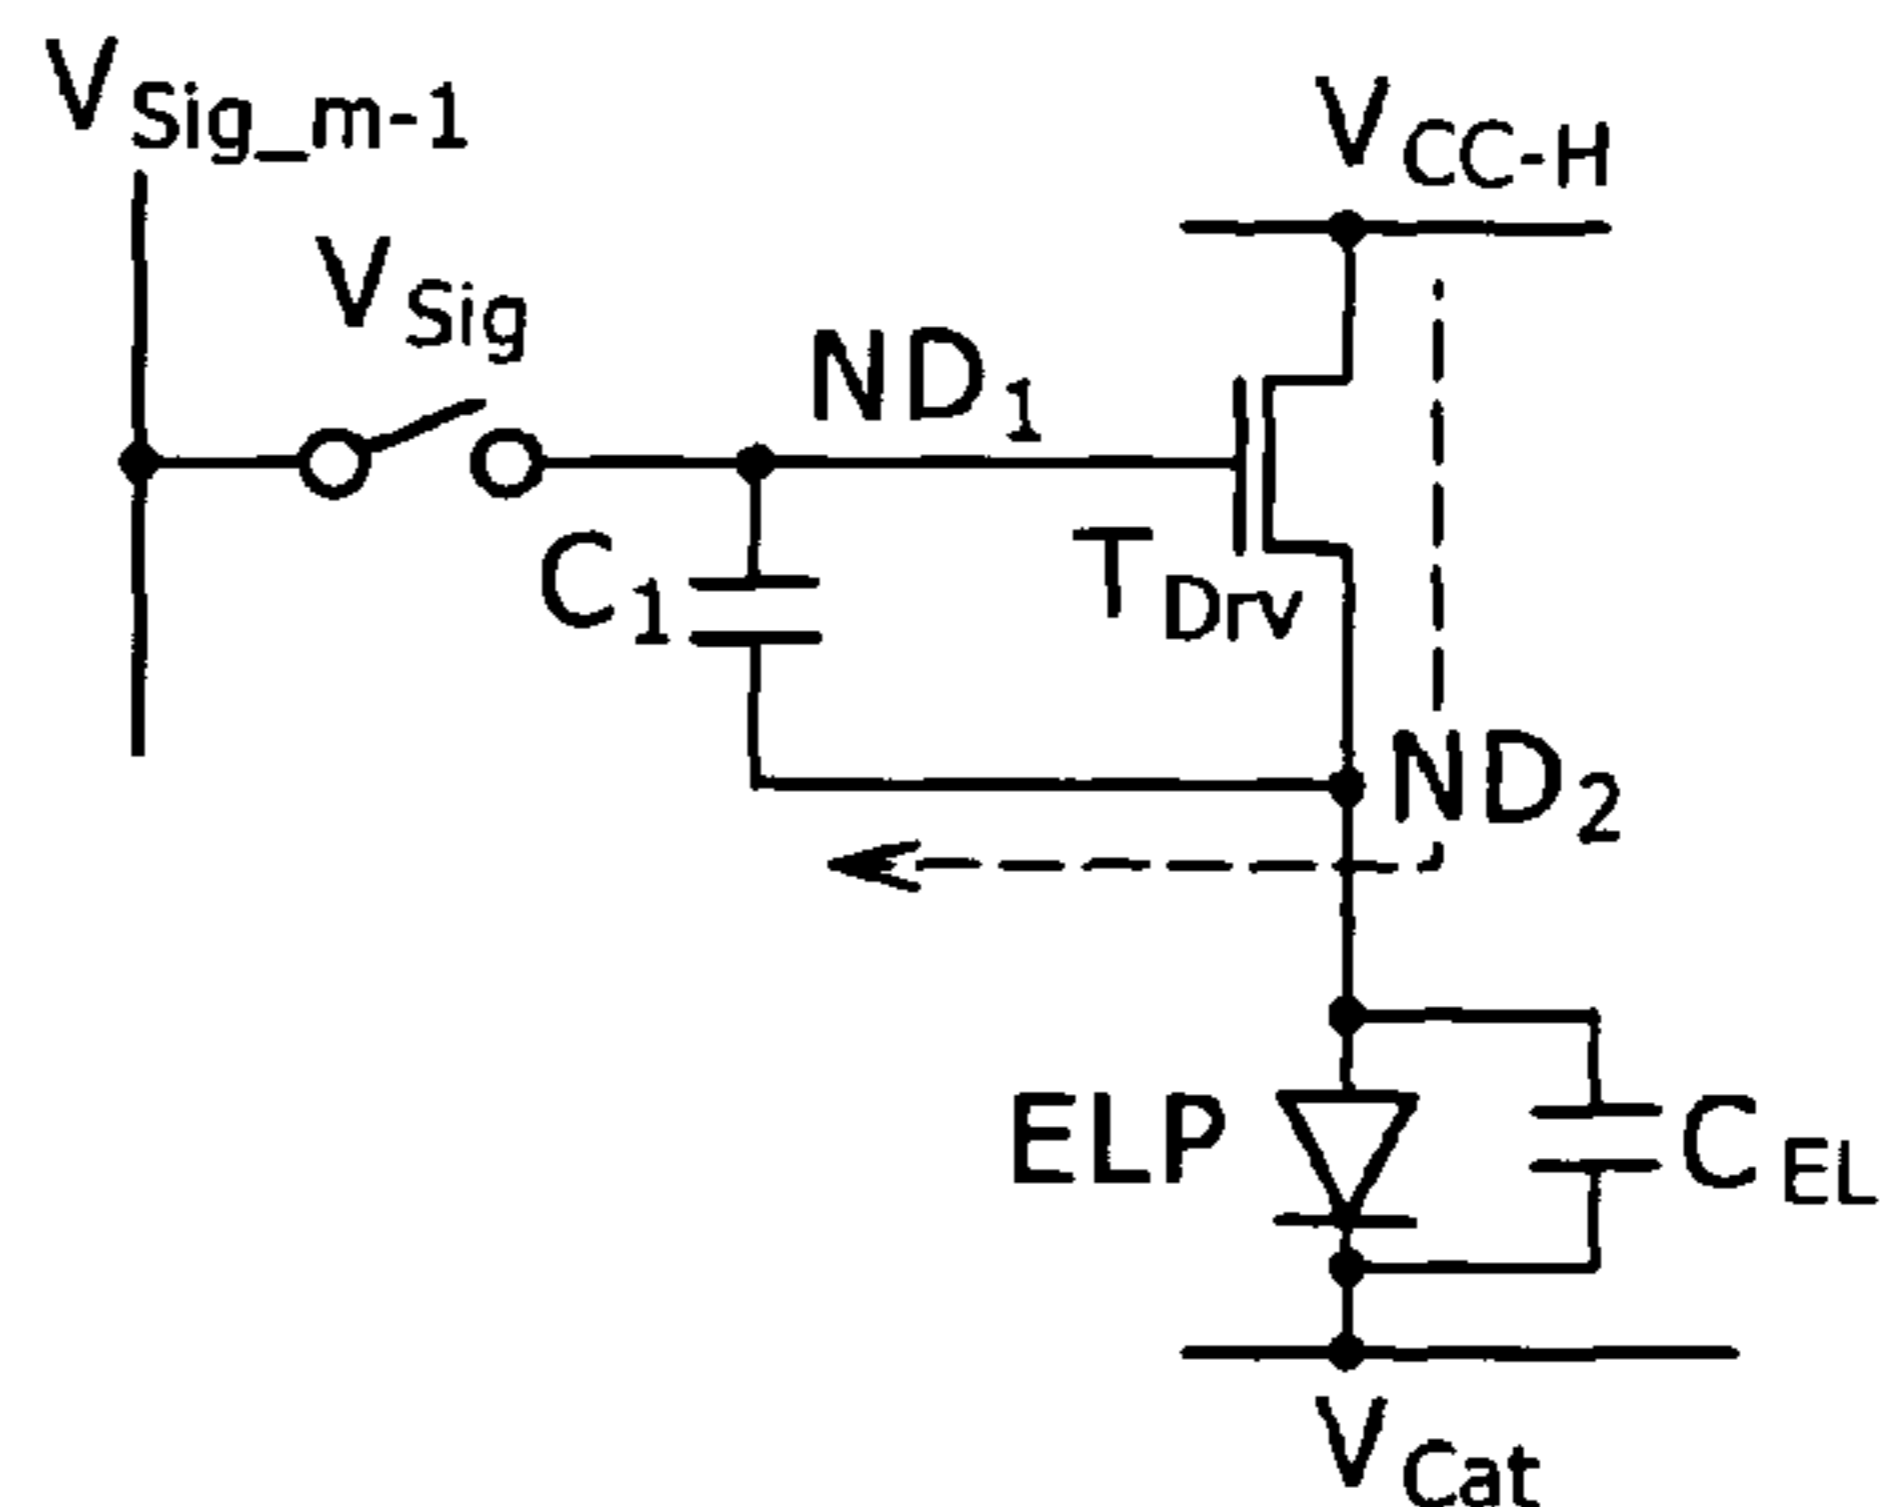 VSig_m-1
VCC-H
VSig
ND1
C1
TDrv
ND2
ELP
CEL
VCat